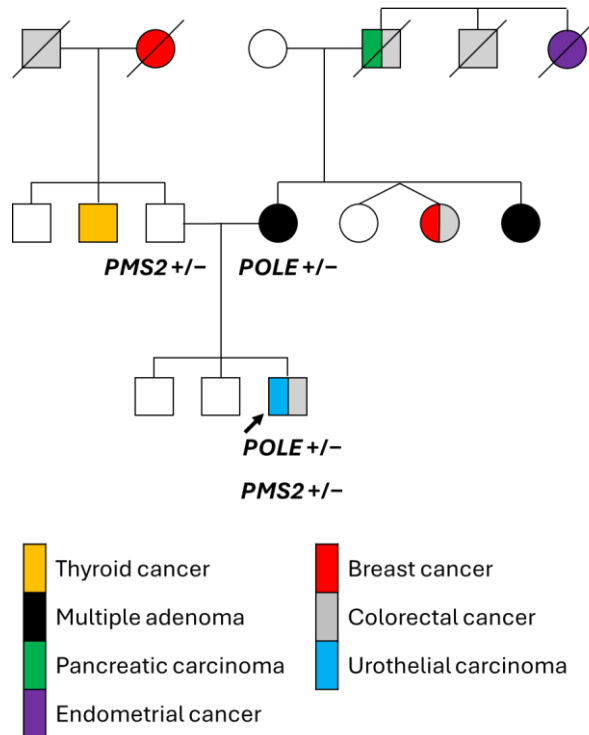 PMS2 +/− POLE +/−
POLE +/−
PMS2 +/−
Thyroid cancer
Multiple adenoma
Pancreatic carcinoma
Endometrial cancer
Breast cancer
Colorectal cancer
Urothelial carcinoma